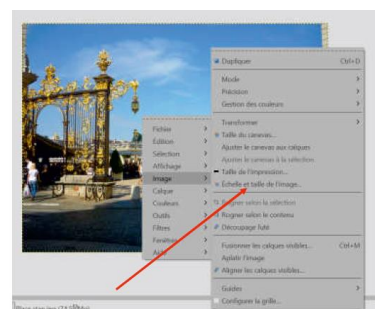 Fichier
Édition
Sélection
Affichage
Image
Calque
Couleurs
Outils
Filtres
Fenêtres
Aide
Dupliquer Ctrl+D
Mode
Précision
Gestion des couleurs
Transformer
Taille du canevas...
Ajuster le canevas aux calques
Ajuster le canevas à la sélection
Taille de l'impression...
Échelle et taille de l'image...
Rogner selon la sélection
Rogner selon le contenu
Découpage futé
Fusionner les calques visibles... Ctrl+M
Aplatir l'image
Aligner les calques visibles...
Guides
Configurer la grille...